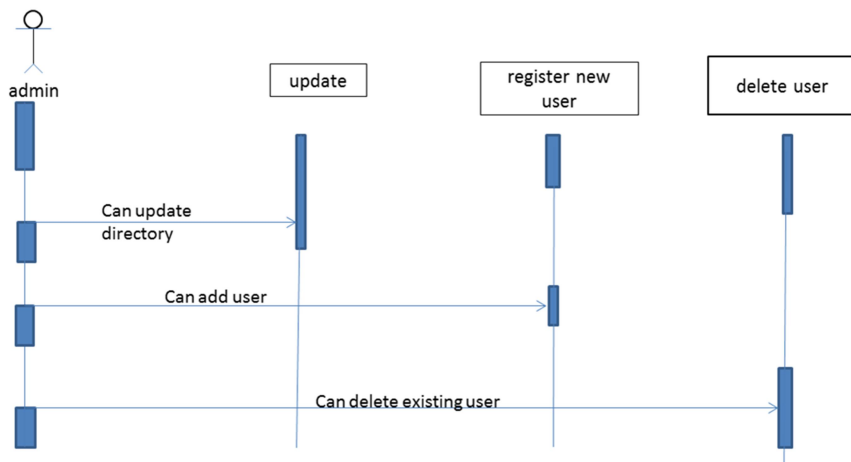 admin
update
register new
user
delete user
Can update
directory
Can add user
Can delete existing user